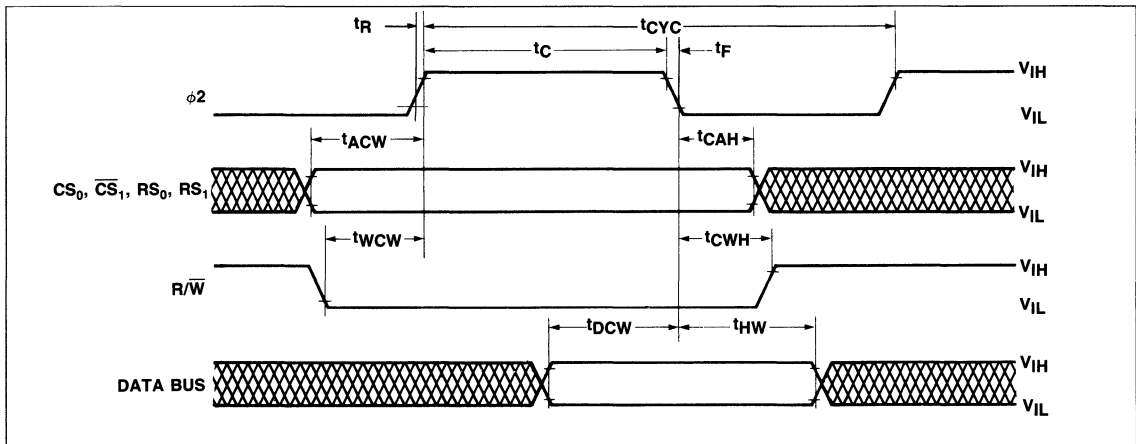 tR tCYC
tC tF
VIH
ϕ2
VIL
tACW tCAH
VIH
CS0, C̅S̅1, RS0, RS1
VIL
tWCW tCWH
VIH
R/W̅
VIL
tDCW tHW
VIH
DATA BUS
VIL